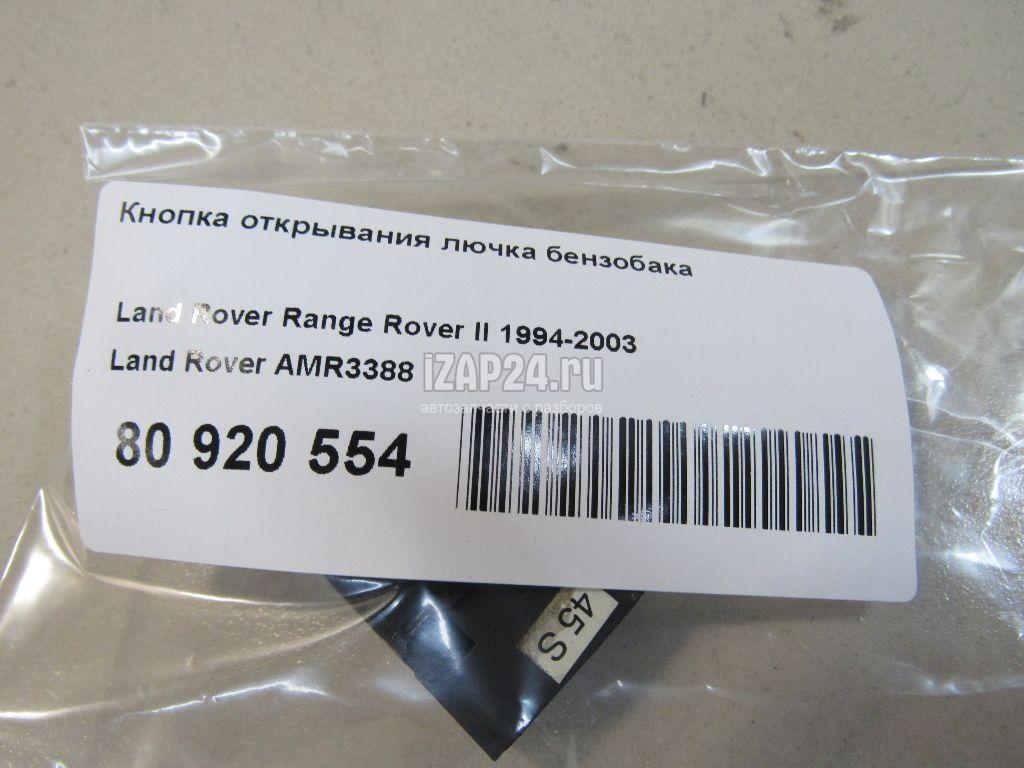 Кнопка открывания лючка бензобака
Land Rover Range Rover II 1994-2003
Land Rover AMR3388
iZAP24.ru
автозапчасти с разборов
80 920 554
45 S